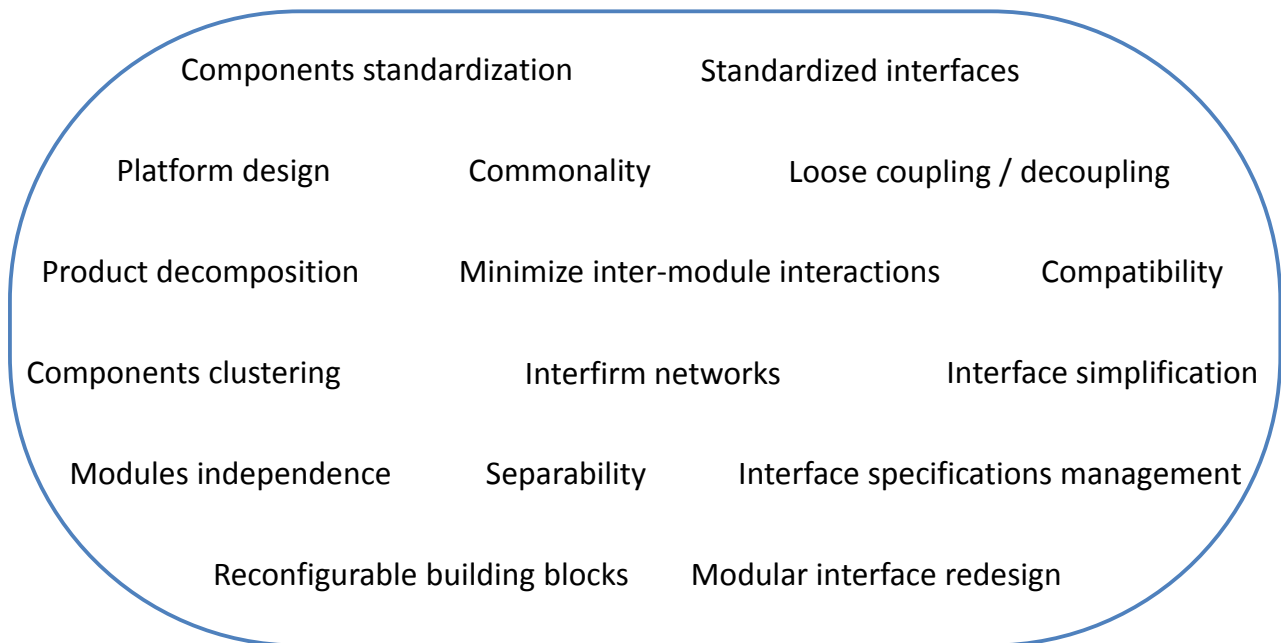 Components standardization Standardized interfaces
Platform design Commonality Loose coupling / decoupling
Product decomposition Minimize inter-module interactions Compatibility
Components clustering Interfirm networks Interface simplification
Modules independence Separability Interface specifications management
Reconfigurable building blocks Modular interface redesign